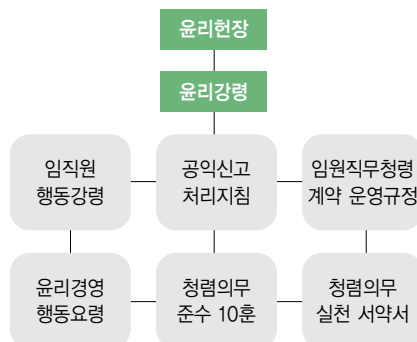 윤리헌장
윤리강령
임직원
행동강령
공익신고
처리지침
임원직무청령
계약 운영규정
윤리경영
행동요령
청렴의무
준수 10훈
청렴의무
실천 서약서